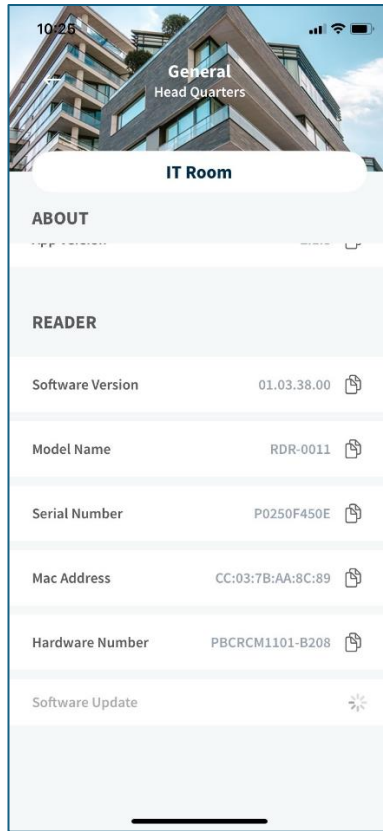 10:25
General
Head Quarters
IT Room
ABOUT
READER
Software Version 01.03.38.00
Model Name RDR-0011
Serial Number P0250F450E
Mac Address CC:03:7B:AA:8C:89
Hardware Number PBCRCM1101-B208
Software Update